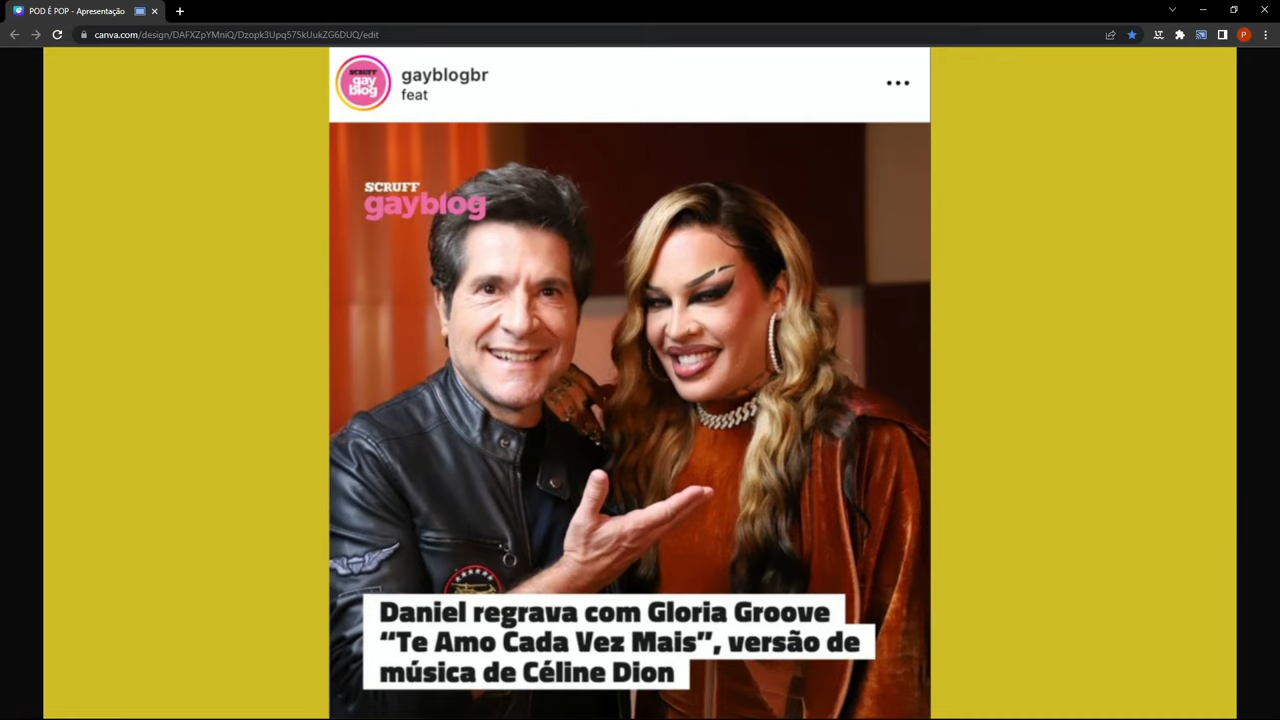 POD É POP - Apresentação
canva.com/design/DAFXZpYMniQ/Dzopk3Upq575kUukZG6DUQ/edit
P
SCRUFF
gay
blog
gayblogbr
feat
SCRUFF
gayblog
Daniel regrava com Gloria Groove
“Te Amo Cada Vez Mais”, versão de
música de Céline Dion